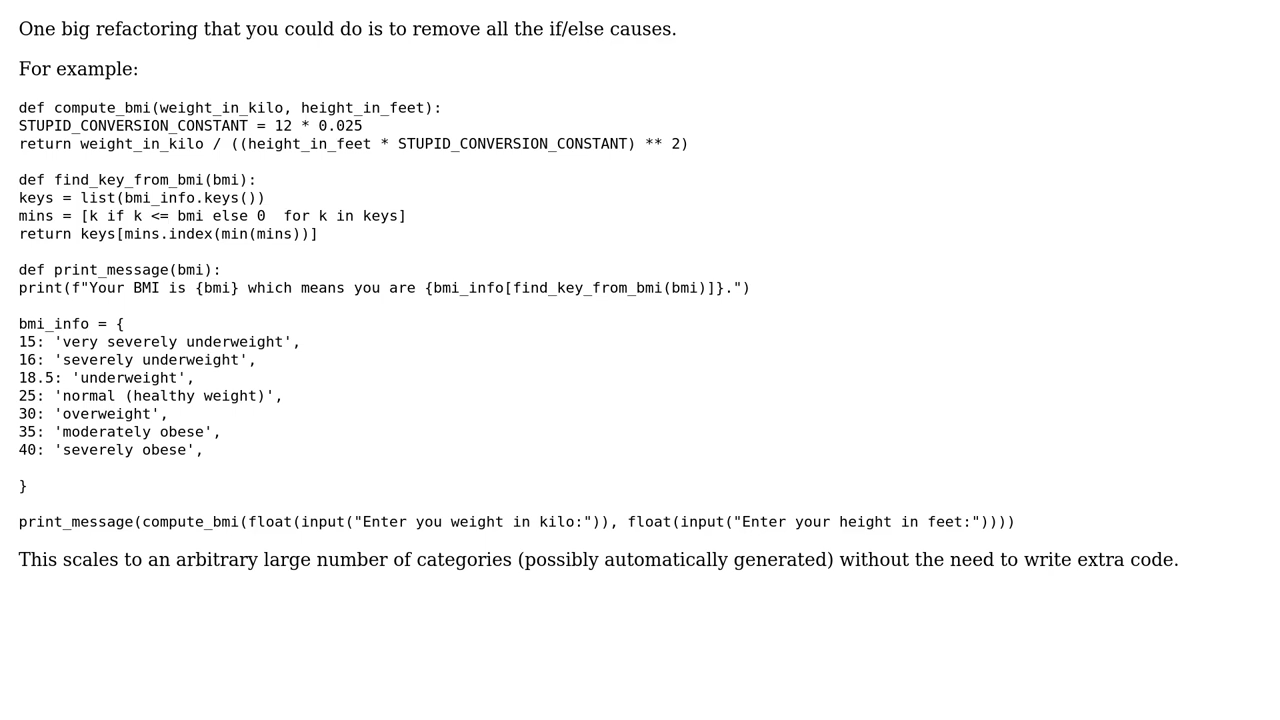 One big refactoring that you could do is to remove all the if/else causes.
For example:
def compute_bmi(weight_in_kilo, height_in_feet):
STUPID_CONVERSION_CONSTANT = 12 * 0.025
return weight_in_kilo / ((height_in_feet * STUPID_CONVERSION_CONSTANT) ** 2)
def find_key_from_bmi(bmi):
keys = list(bmi_info.keys())
mins = [k if k <= bmi else 0  for k in keys]
return keys[mins.index(min(mins))]
def print_message(bmi):
print(f"Your BMI is {bmi} which means you are {bmi_info[find_key_from_bmi(bmi)]}.")
bmi_info = {
15: 'very severely underweight',
16: 'severely underweight',
18.5: 'underweight',
25: 'normal (healthy weight)',
30: 'overweight',
35: 'moderately obese',
40: 'severely obese',
}
print_message(compute_bmi(float(input("Enter you weight in kilo:")), float(input("Enter your height in feet:"))))
This scales to an arbitrary large number of categories (possibly automatically generated) without the need to write extra code.